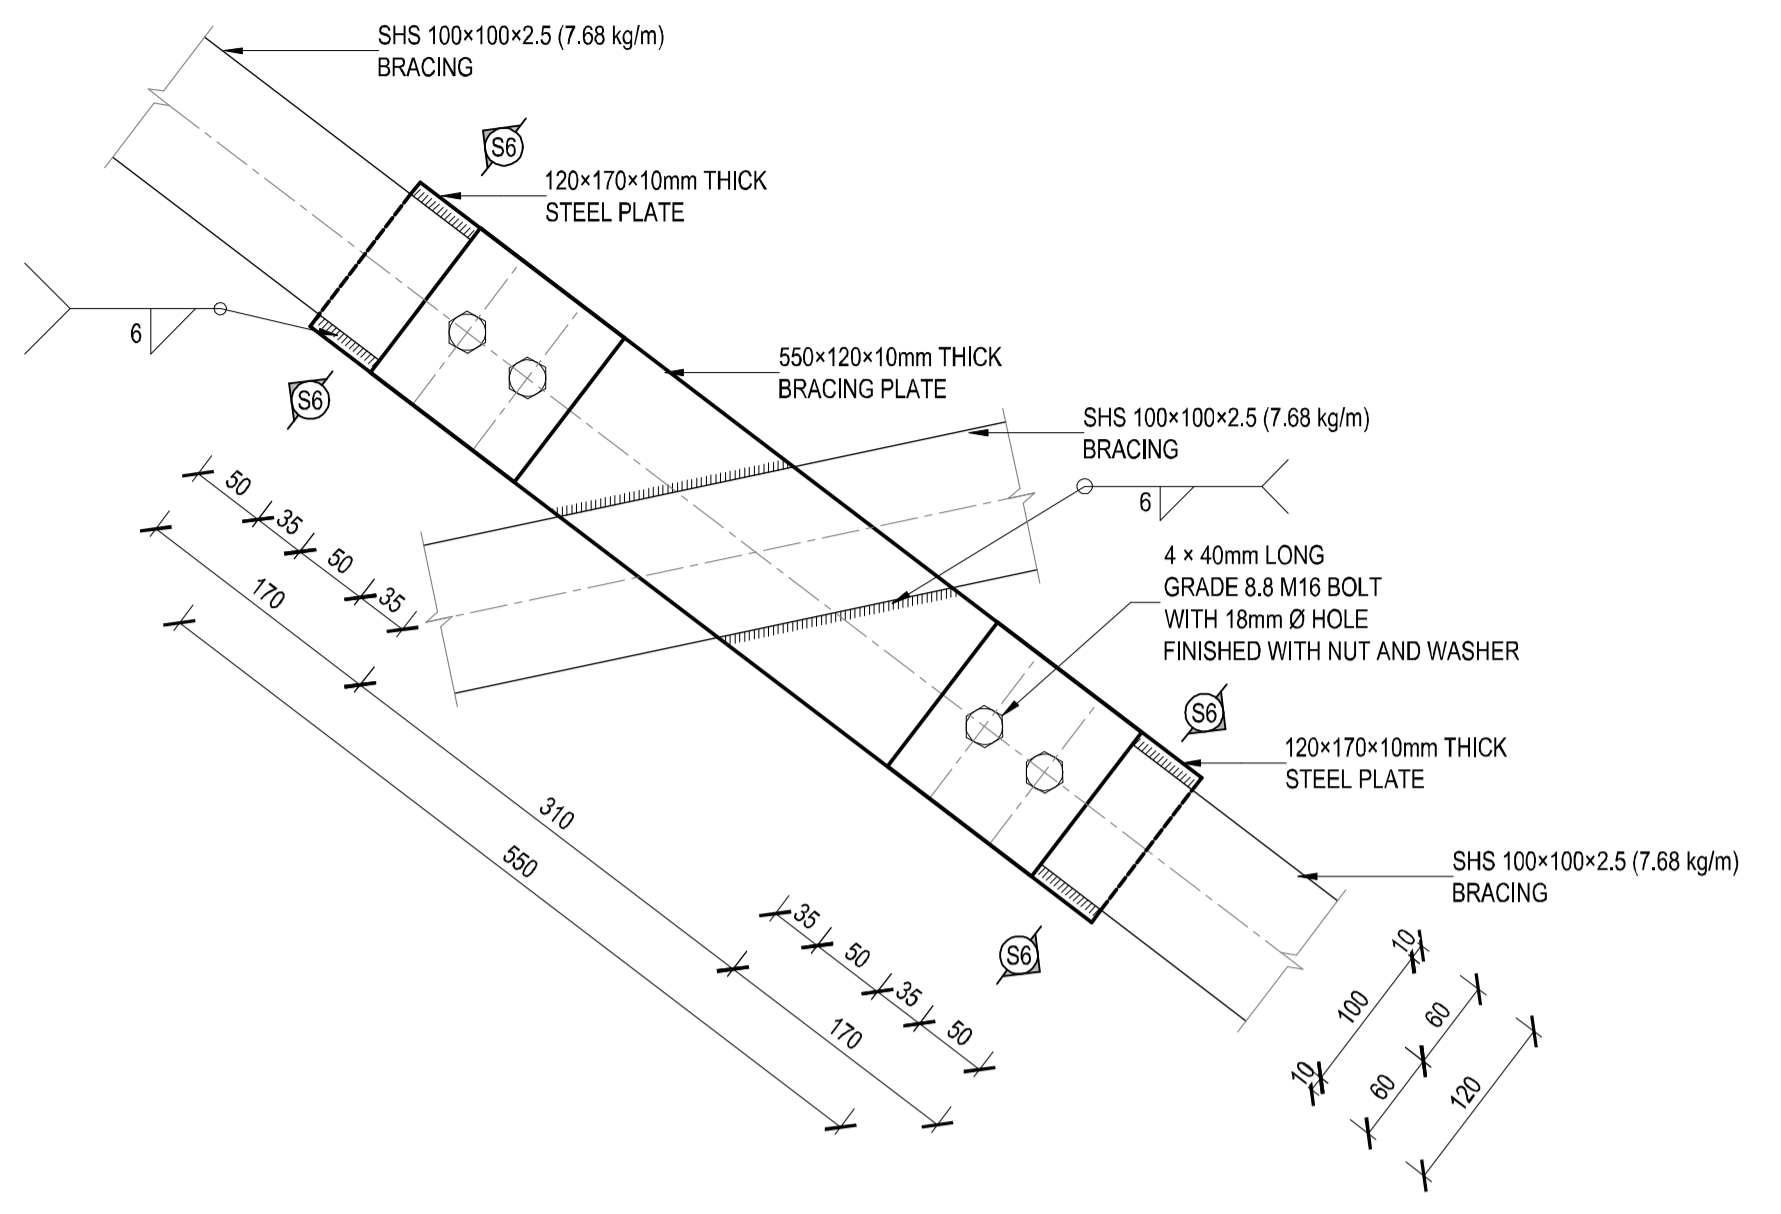 SHS 100×100×2.5 (7.68 kg/m)
BRACING
S6
120×170×10mm THICK
STEEL PLATE
6
S6
550×120×10mm THICK
BRACING PLATE
SHS 100×100×2.5 (7.68 kg/m)
BRACING
6
4 × 40mm LONG
GRADE 8.8 M16 BOLT
WITH 18mm Ø HOLE
FINISHED WITH NUT AND WASHER
50
35
50
35
170
310
170
550
S6
120×170×10mm THICK
STEEL PLATE
SHS 100×100×2.5 (7.68 kg/m)
BRACING
S6
35
50
35
50
10
100
10
60
60
120